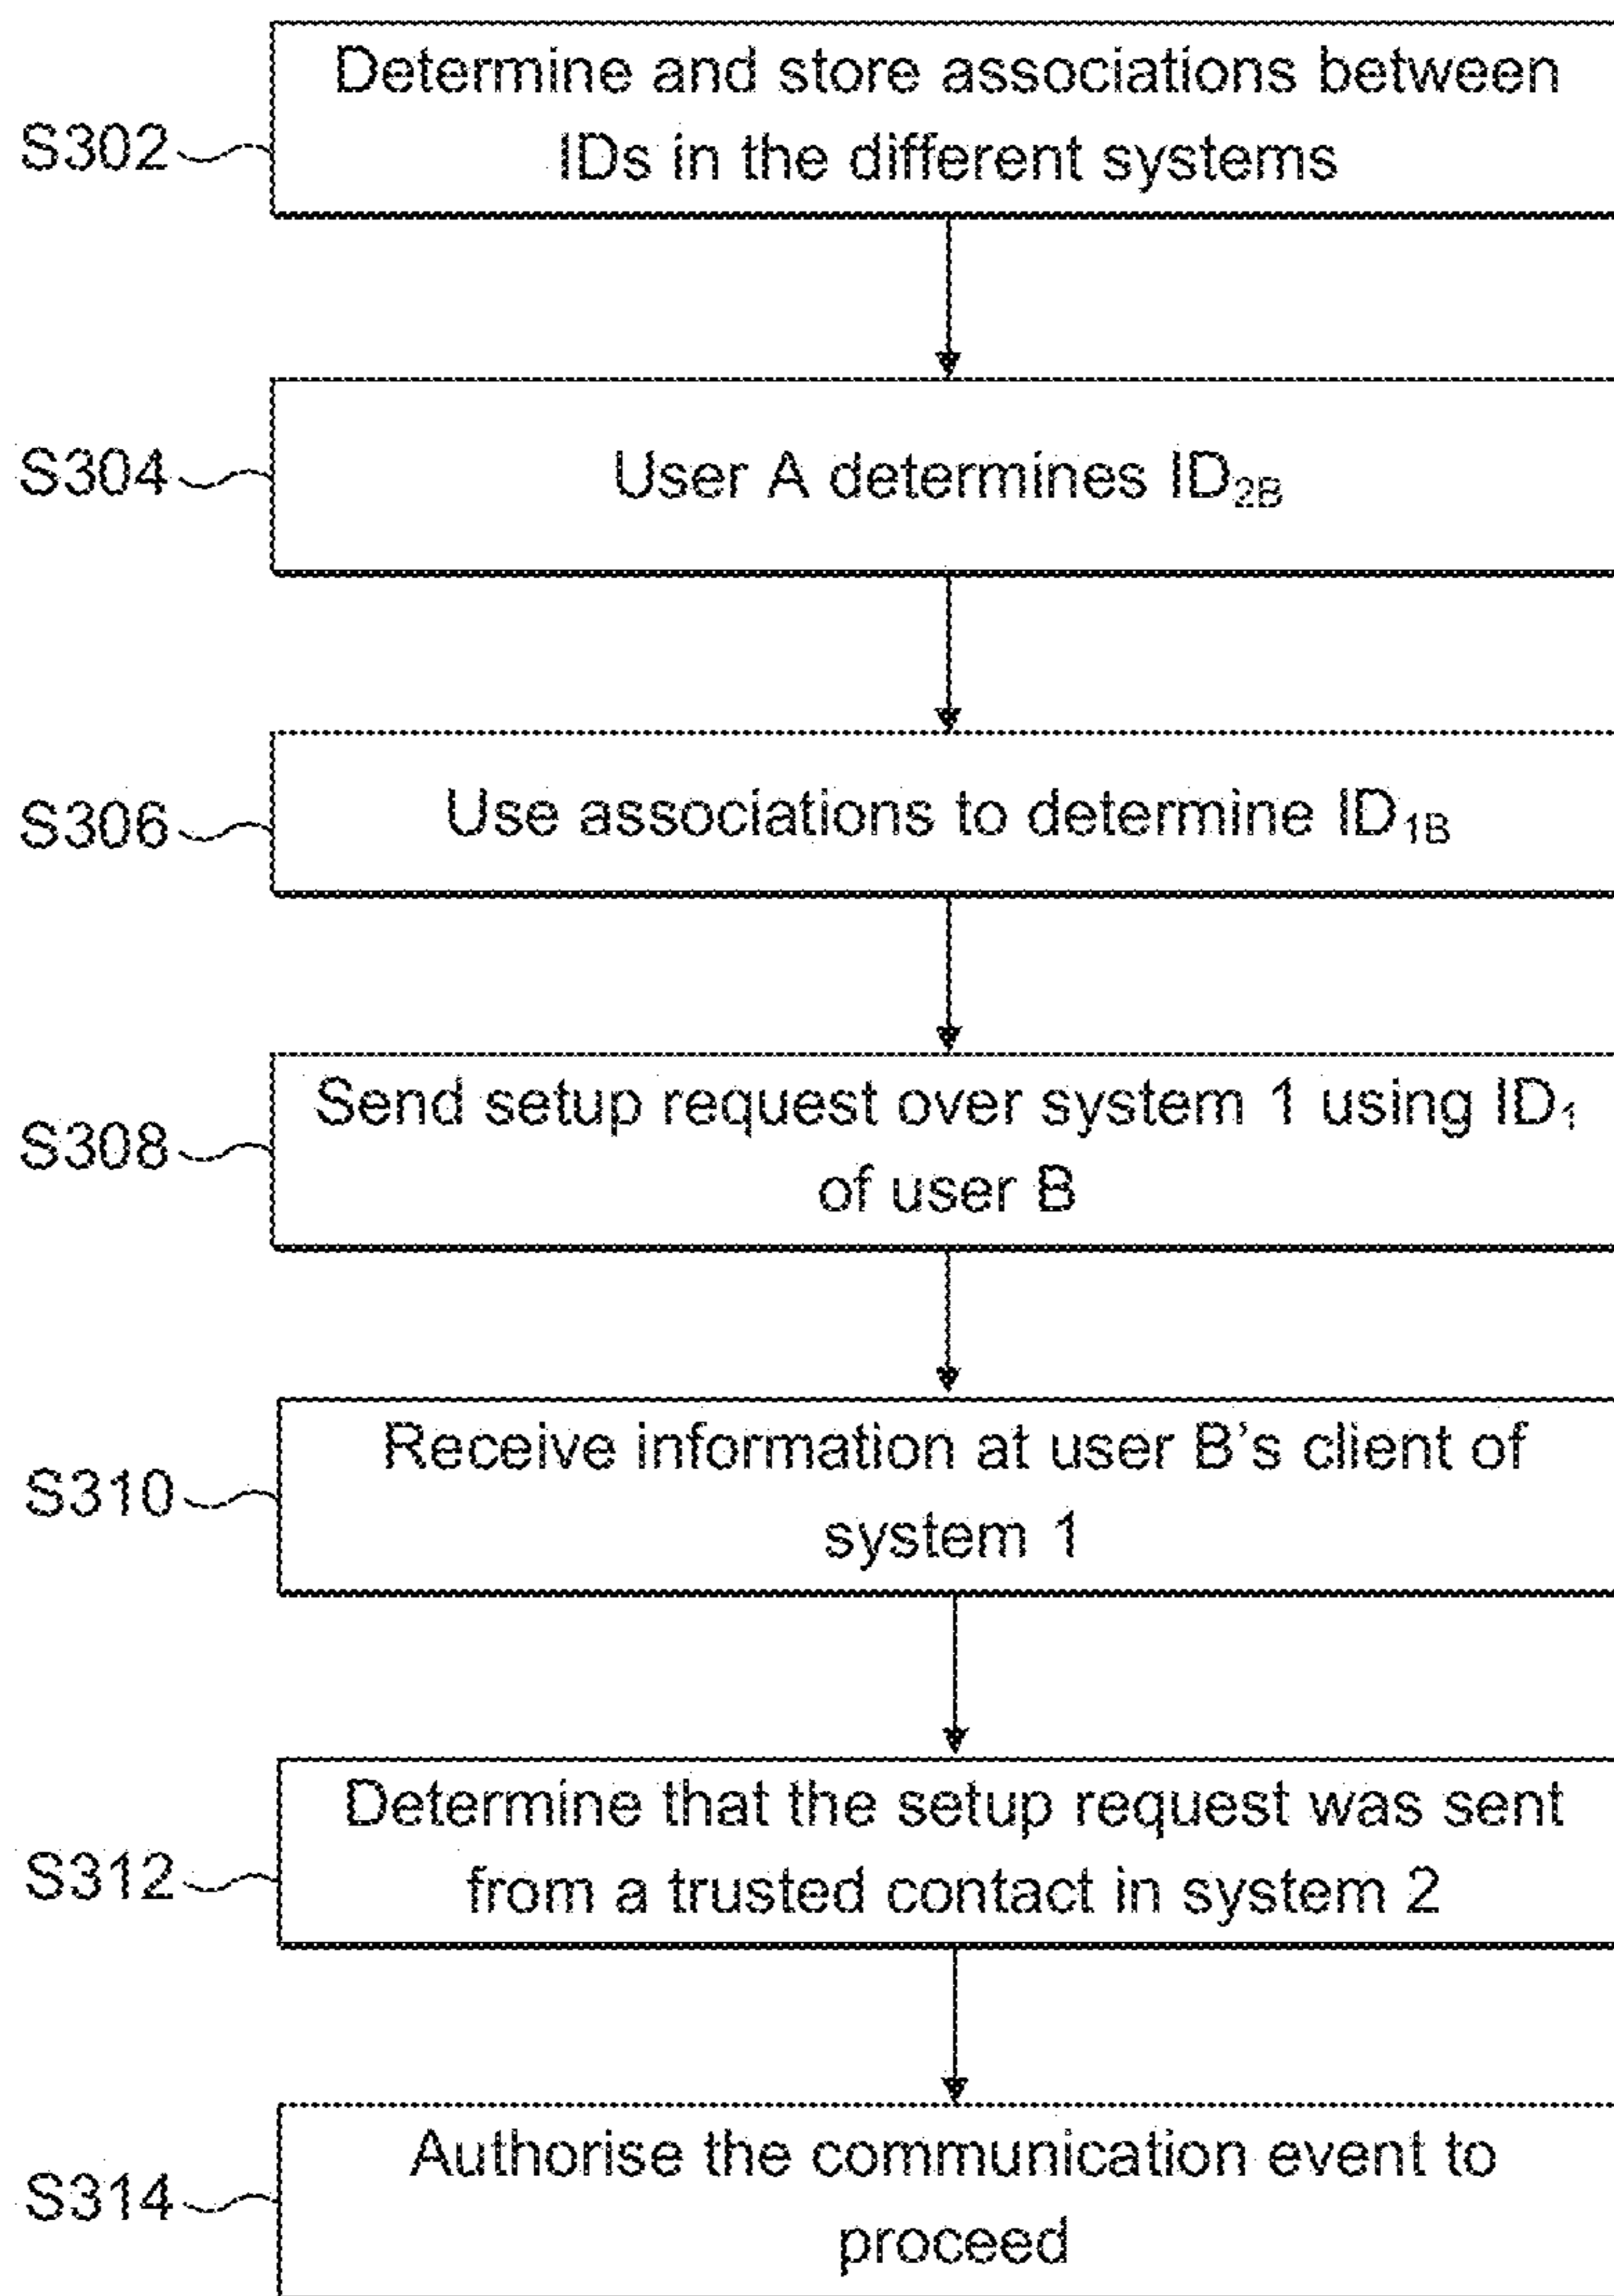 Determine and store associations between
S302
IDs in the different systems
S304
User A determines ID2B
S306
Use associations to determine ID1B
Send setup request over system 1 using ID1
S308
of user B
Receive information at user B's client of
S310
system 1
Determine that the setup request was sent
S312
from a trusted contact in system 2
Authorise the communication event to
S314
proceed